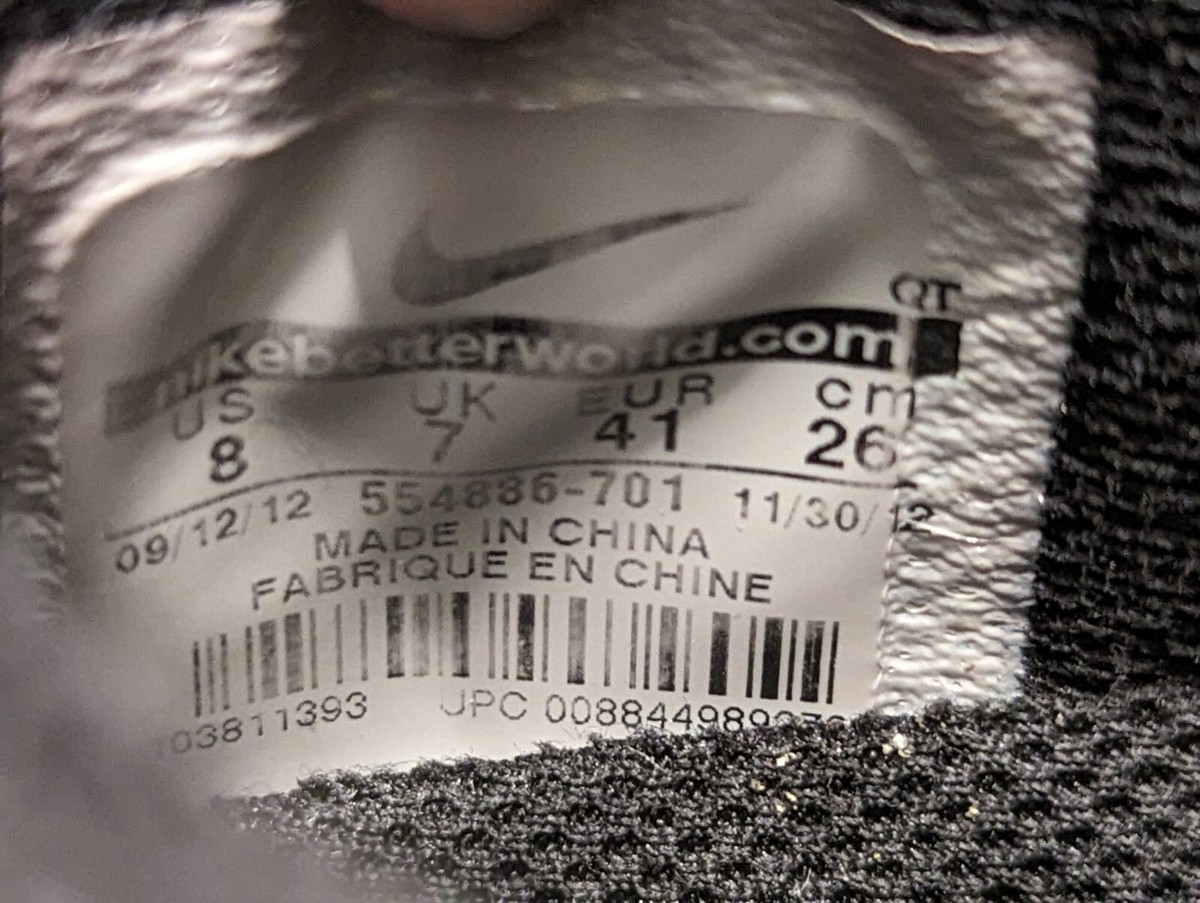 QT
nikebetterworld.com
US UK EUR cm
8 7 41 26
09/12/12 554886-701 11/30/12
MADE IN CHINA
FABRIQUE EN CHINE
03811393 UPC